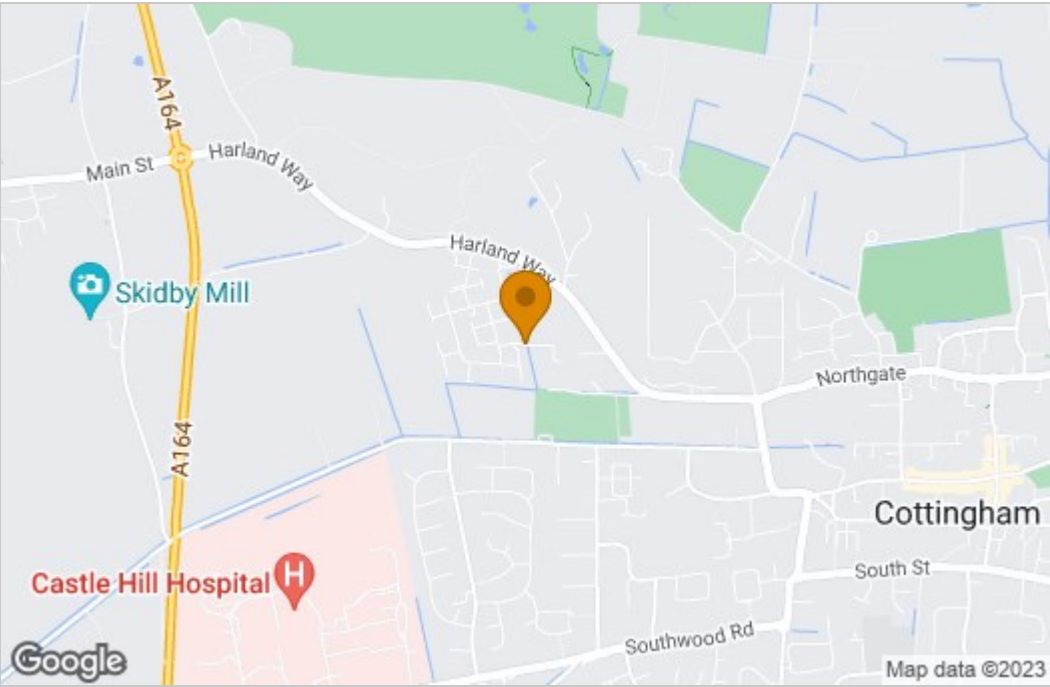 A164
Main St
Harland Way
Harland Way
Skidby Mill
Northgate
A164
Cottingham
Castle Hill Hospital
H
South St
Southwood Rd
Google
Map data ©2023